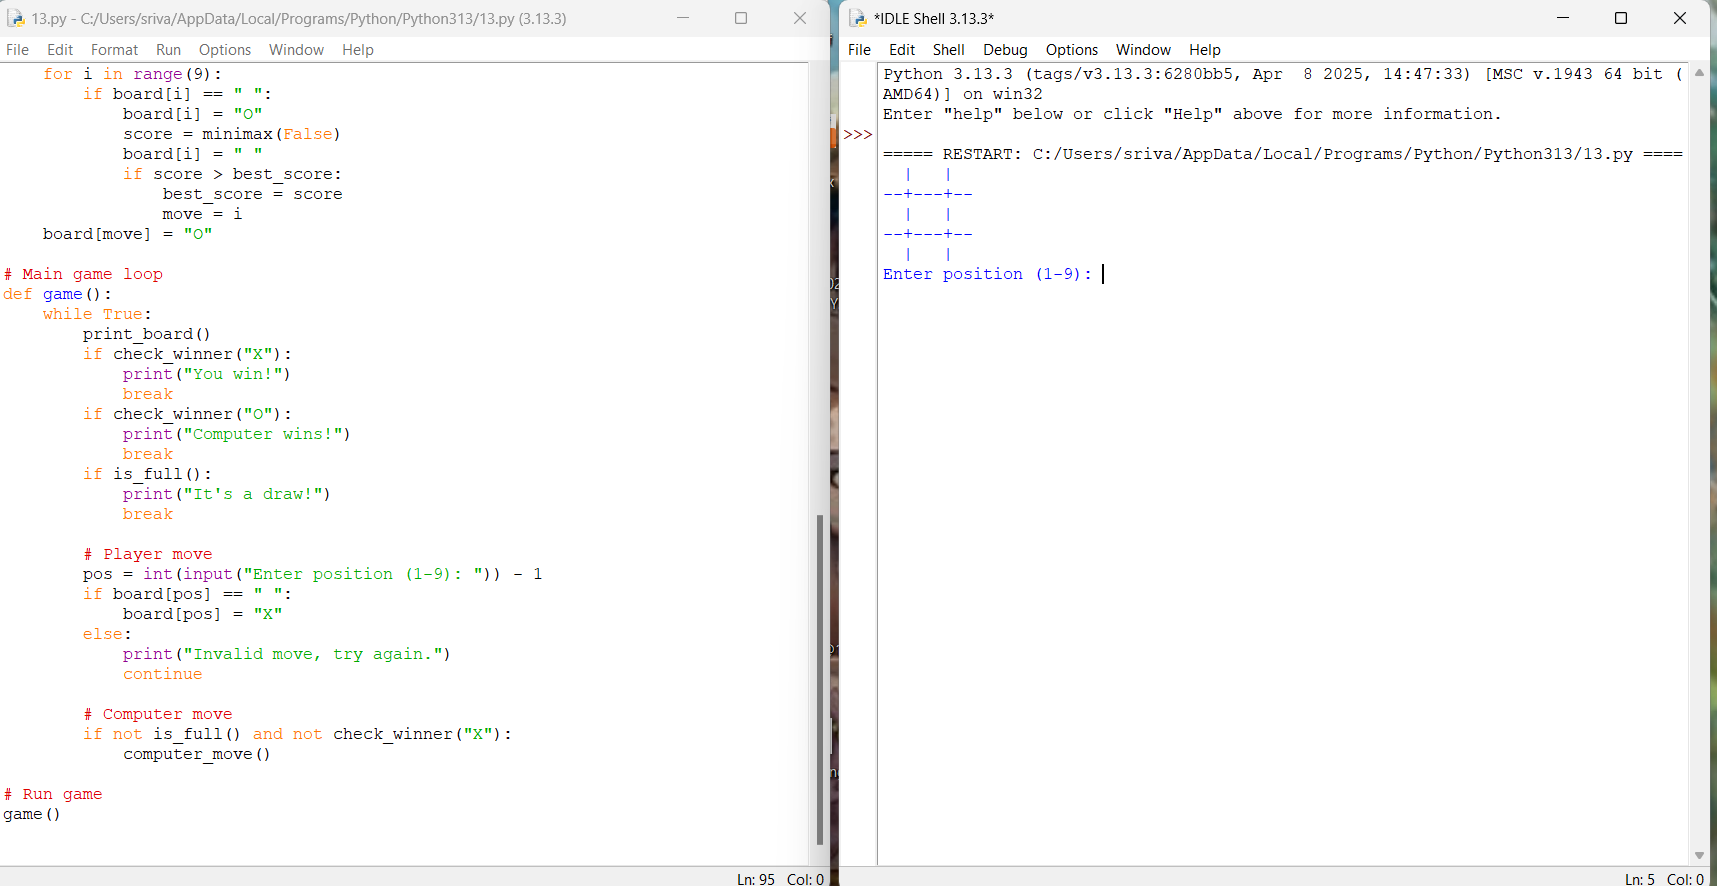 13.py - C:/Users/sriva/AppData/Local/Programs/Python/Python313/13.py (3.13.3)
File Edit Format Run Options Window Help
    for i in range(9):
        if board[i] == " ":
            board[i] = "O"
            score = minimax(False)
            board[i] = " "
            if score > best_score:
                best_score = score
                move = i
    board[move] = "O"

# Main game loop
def game():
    while True:
        print_board()
        if check_winner("X"):
            print("You win!")
            break
        if check_winner("O"):
            print("Computer wins!")
            break
        if is_full():
            print("It's a draw!")
            break

        # Player move
        pos = int(input("Enter position (1-9): ")) - 1
        if board[pos] == " ":
            board[pos] = "X"
        else:
            print("Invalid move, try again.")
            continue

        # Computer move
        if not is_full() and not check_winner("X"):
            computer_move()

# Run game
game()
Ln: 95 Col: 0
*IDLE Shell 3.13.3*
File Edit Shell Debug Options Window Help
Python 3.13.3 (tags/v3.13.3:6280bb5, Apr  8 2025, 14:47:33) [MSC v.1943 64 bit (
AMD64)] on win32
Enter "help" below or click "Help" above for more information.
>>>
===== RESTART: C:/Users/sriva/AppData/Local/Programs/Python/Python313/13.py ====
  |   |
--+---+--
  |   |
--+---+--
  |   |
Enter position (1-9):
Ln: 5 Col: 0